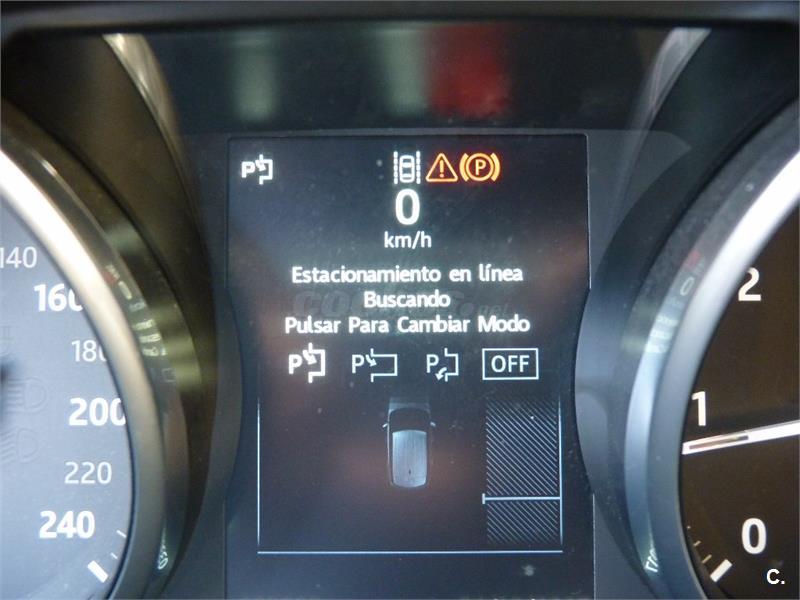 P P
0
km/h
Estacionamiento en línea
Buscando
Pulsar Para Cambiar Modo
P P P OFF
140
160
180
200
220
240
2
1
0
C.